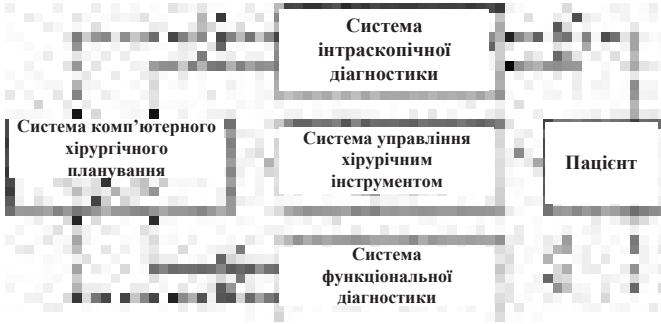 Система
інтраскопічної
діагностики
Система комп’ютерного
хірургічного
планування
Система управління
хірурічним
інструментом
Пацієнт
Система
функціональної
діагностики